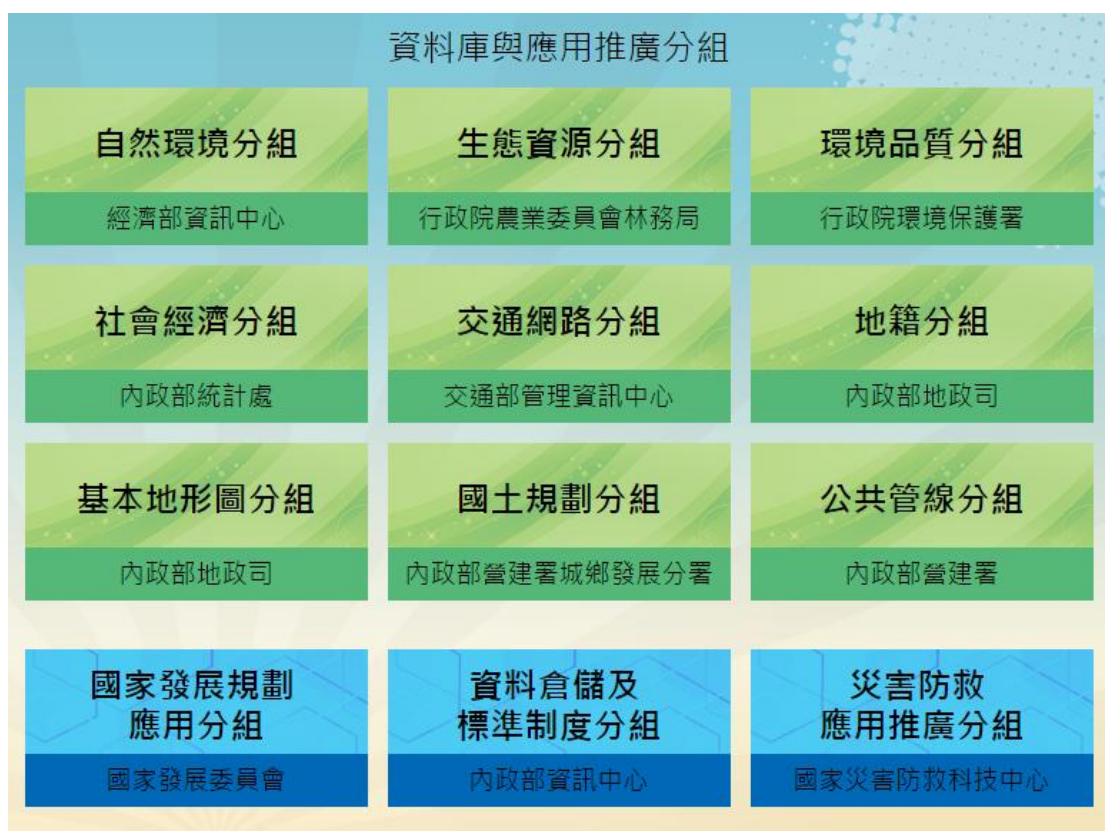 資料庫與應用推廣分組
自然環境分組
經濟部資訊中心
生態資源分組
行政院農業委員會林務局
環境品質分組
行政院環境保護署
社會經濟分組
內政部統計處
交通網路分組
交通部管理資訊中心
地籍分組
內政部地政司
基本地形圖分組
內政部地政司
國土規劃分組
內政部營建署城鄉發展分署
公共管線分組
內政部營建署
國家發展規劃
應用分組
國家發展委員會
資料倉儲及
標準制度分組
內政部資訊中心
災害防救
應用推廣分組
國家災害防救科技中心